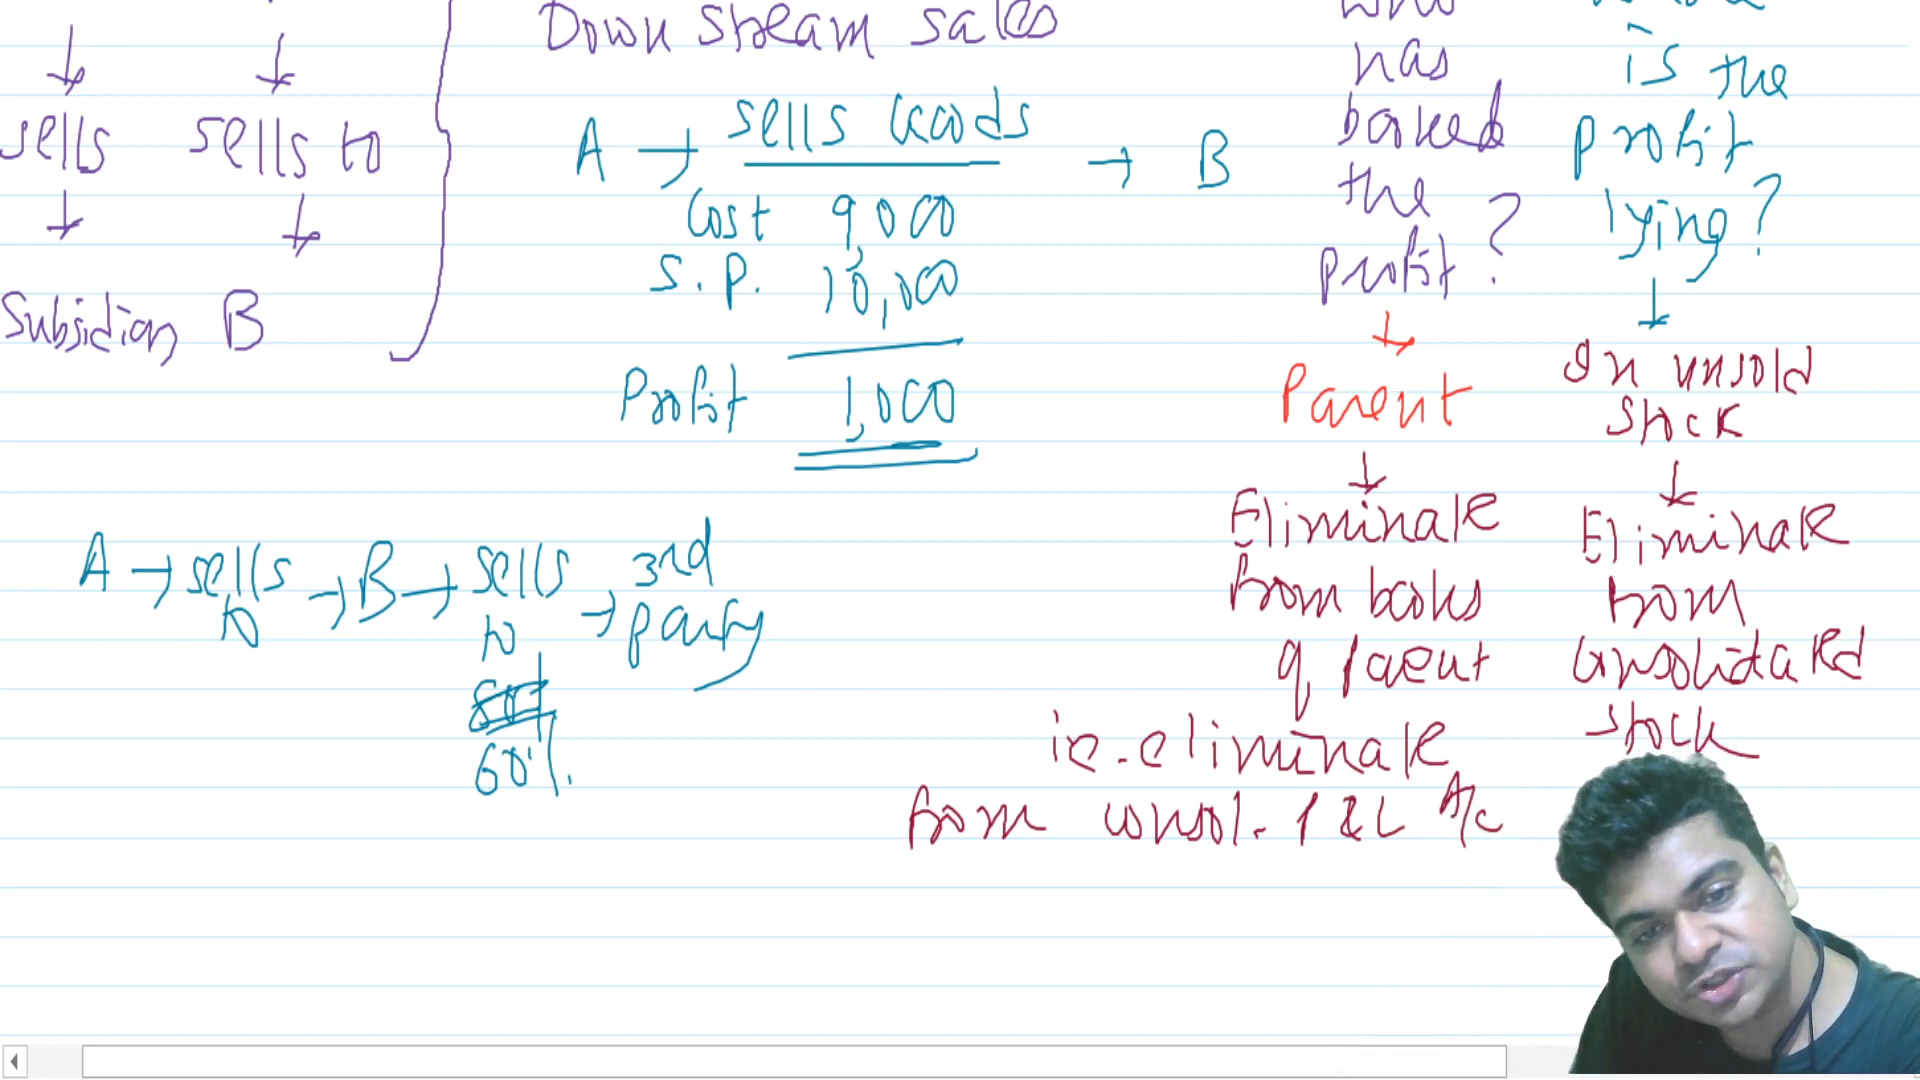 Down Stream sales
sells
sells to
Subsidiary B
A → sells Goods → B
Cost 9,000
S.P. 10,000
Profit 1,000
has
booked
the
Profit?
Parent
Eliminate
from books
of Parent
ie. eliminate
from consol. P&L A/c
is the
Profit
lying?
In unsold
Stock
Eliminate
from
Consolidated
stock
A → sells to → B → sells to → 3rd party
60%